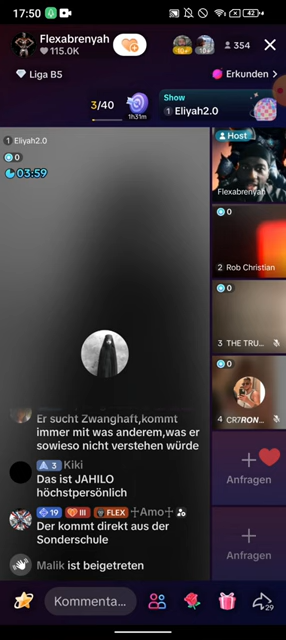 17:50
42
Flexabrenyah
115.0K
10+
10+
354
Liga B5
Erkunden
3/40
1h31m
Show
1 Eliyah2.0
1 Eliyah2.0
0
03:59
Host
Flexabrenyah
0
2 Rob Christian
0
3 THE TRU...
0
4 CR7RON...
Er sucht Zwanghaft,kommt
immer mit was anderem,was er
sowieso nicht verstehen würde
3 Kiki
Das ist JAHILO
höchstpersönlich
19 III FLEX ☥Amo☥
Der kommt direkt aus der
Sonderschule
Malik ist beigetreten
Anfragen
Anfragen
Kommenta...
29